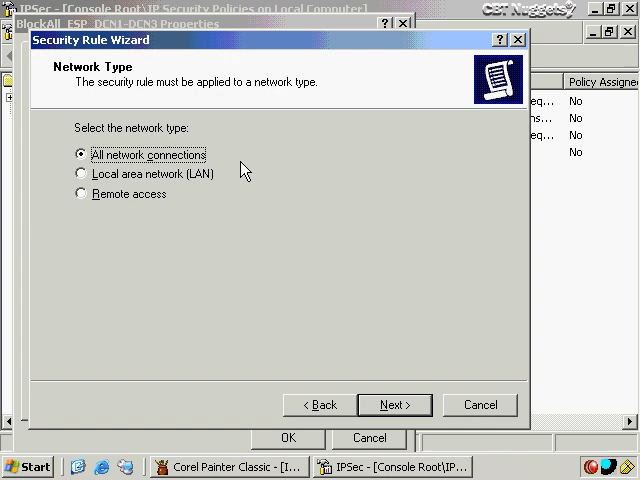 IPSec - [Console Root\IP Security Policies on Local Computer]
CBT Nuggets
BlockAll_ESP_DCN1-DCN3 Properties
Security Rule Wizard
Network Type
The security rule must be applied to a network type.
Policy Assigned
Select the network type:
eq... No
All network connections
ns... No
Local area network (LAN)
eq... No
Remote access
No
< Back
Next >
Cancel
OK
Cancel
Start
Corel Painter Classic - [I...
IPSec - [Console Root\IP...